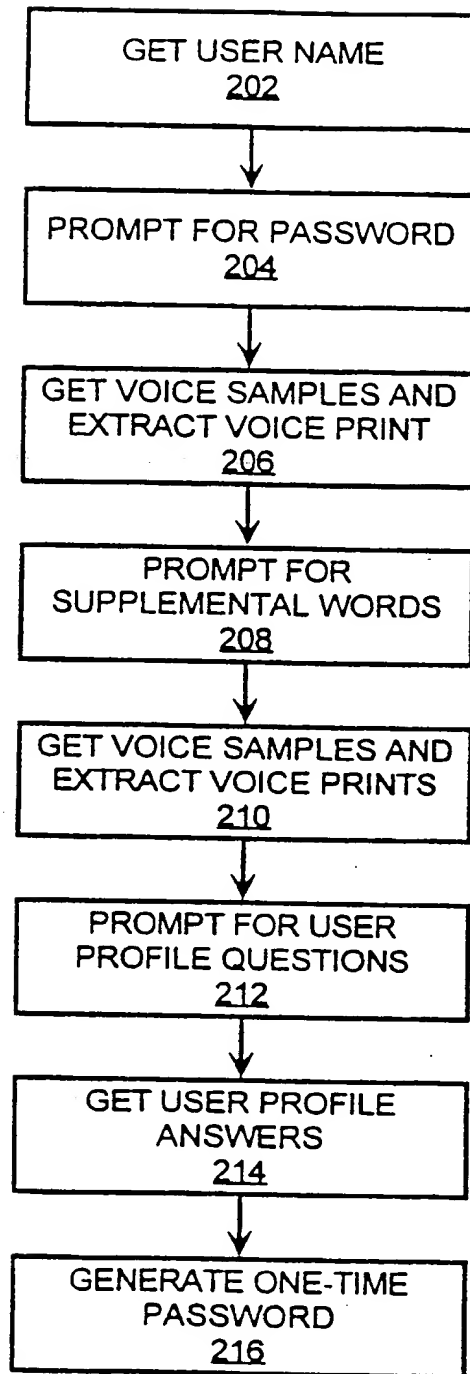 GET USER NAME
202
PROMPT FOR PASSWORD
204
GET VOICE SAMPLES AND
EXTRACT VOICE PRINT
206
PROMPT FOR
SUPPLEMENTAL WORDS
208
GET VOICE SAMPLES AND
EXTRACT VOICE PRINTS
210
PROMPT FOR USER
PROFILE QUESTIONS
212
GET USER PROFILE
ANSWERS
214
GENERATE ONE-TIME
PASSWORD
216